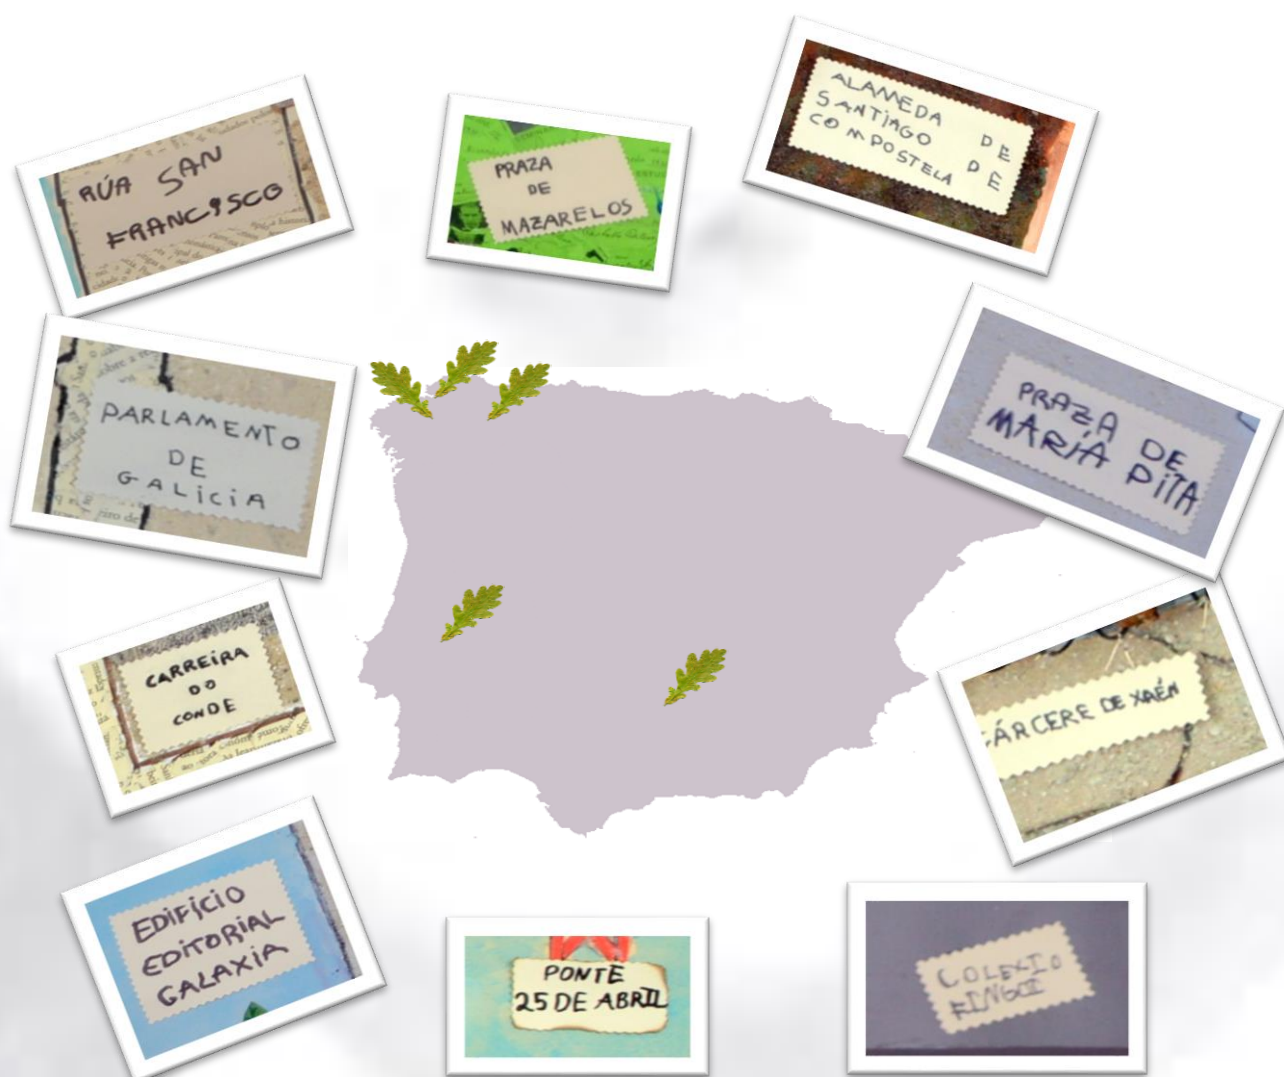 RÚA SAN
FRANCISCO
PRAZA
DE
MAZARELOS
ALAMEDA DE
SANTIAGO DE
COMPOSTELA
PARLAMENTO
DE
GALICIA
PRAZA DE
MARÍA PITA
CARREIRA
DO
CONDE
CÁRCERE DE XAÉN
EDIFICIO
EDITORIAL
GALAXIA
PONTE
25 DE ABRIL
COLEXIO
FINGOI